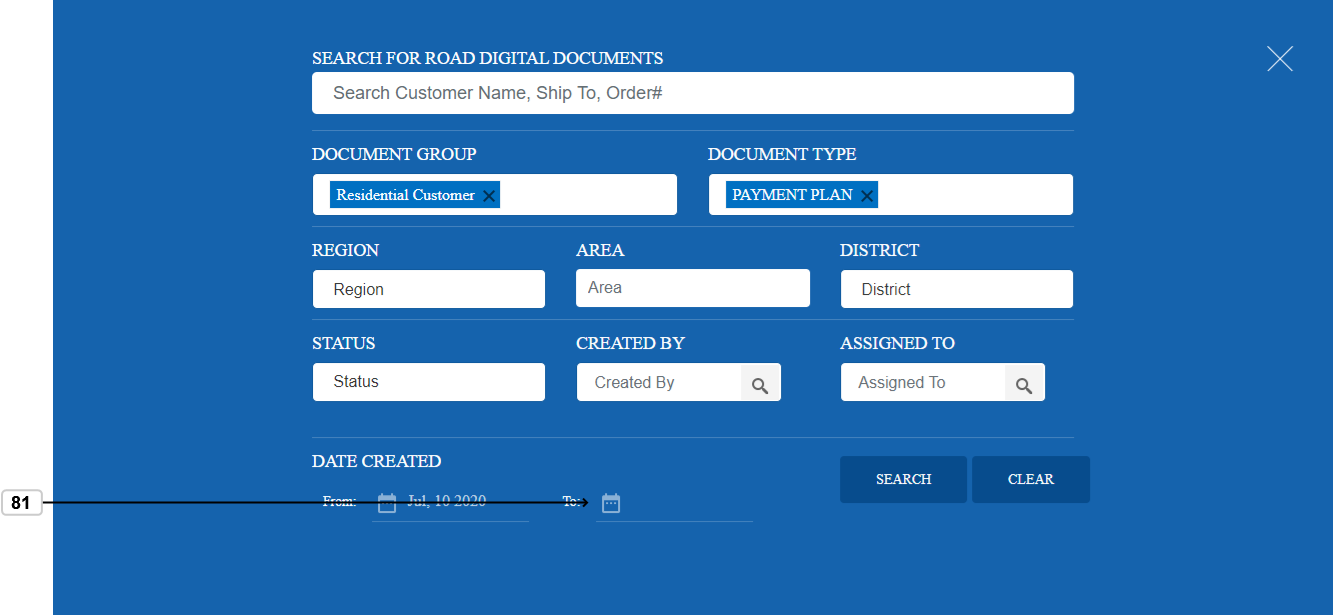 SEARCH FOR ROAD DIGITAL DOCUMENTS
Search Customer Name, Ship To, Order#
DOCUMENT GROUP DOCUMENT TYPE
Residential Customer PAYMENT PLAN
REGION AREA DISTRICT
Region Area District
STATUS CREATED BY ASSIGNED TO
Status Created By Assigned To
DATE CREATED SEARCH CLEAR
81 From: Jul, 10 2020 To: